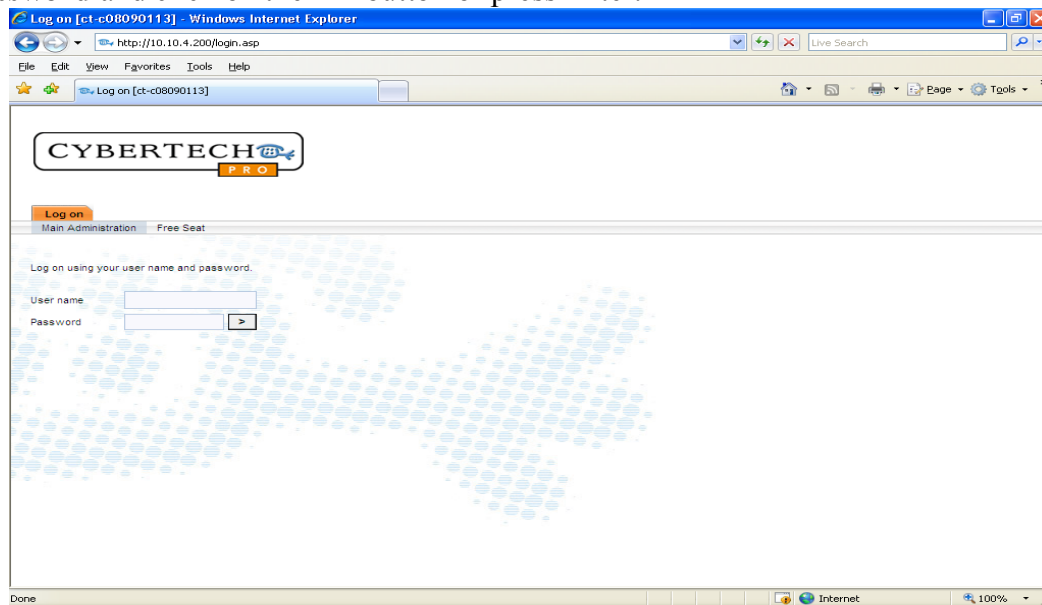 Log on [ct-c08090113] - Windows Internet Explorer
http://10.10.4.200/login.asp
Live Search
File Edit View Favorites Tools Help
Log on [ct-c08090113]
Page Tools
CYBERTECH
PRO
Log on
Main Administration Free Seat
Log on using your user name and password.
User name
Password >
Done Internet 100%